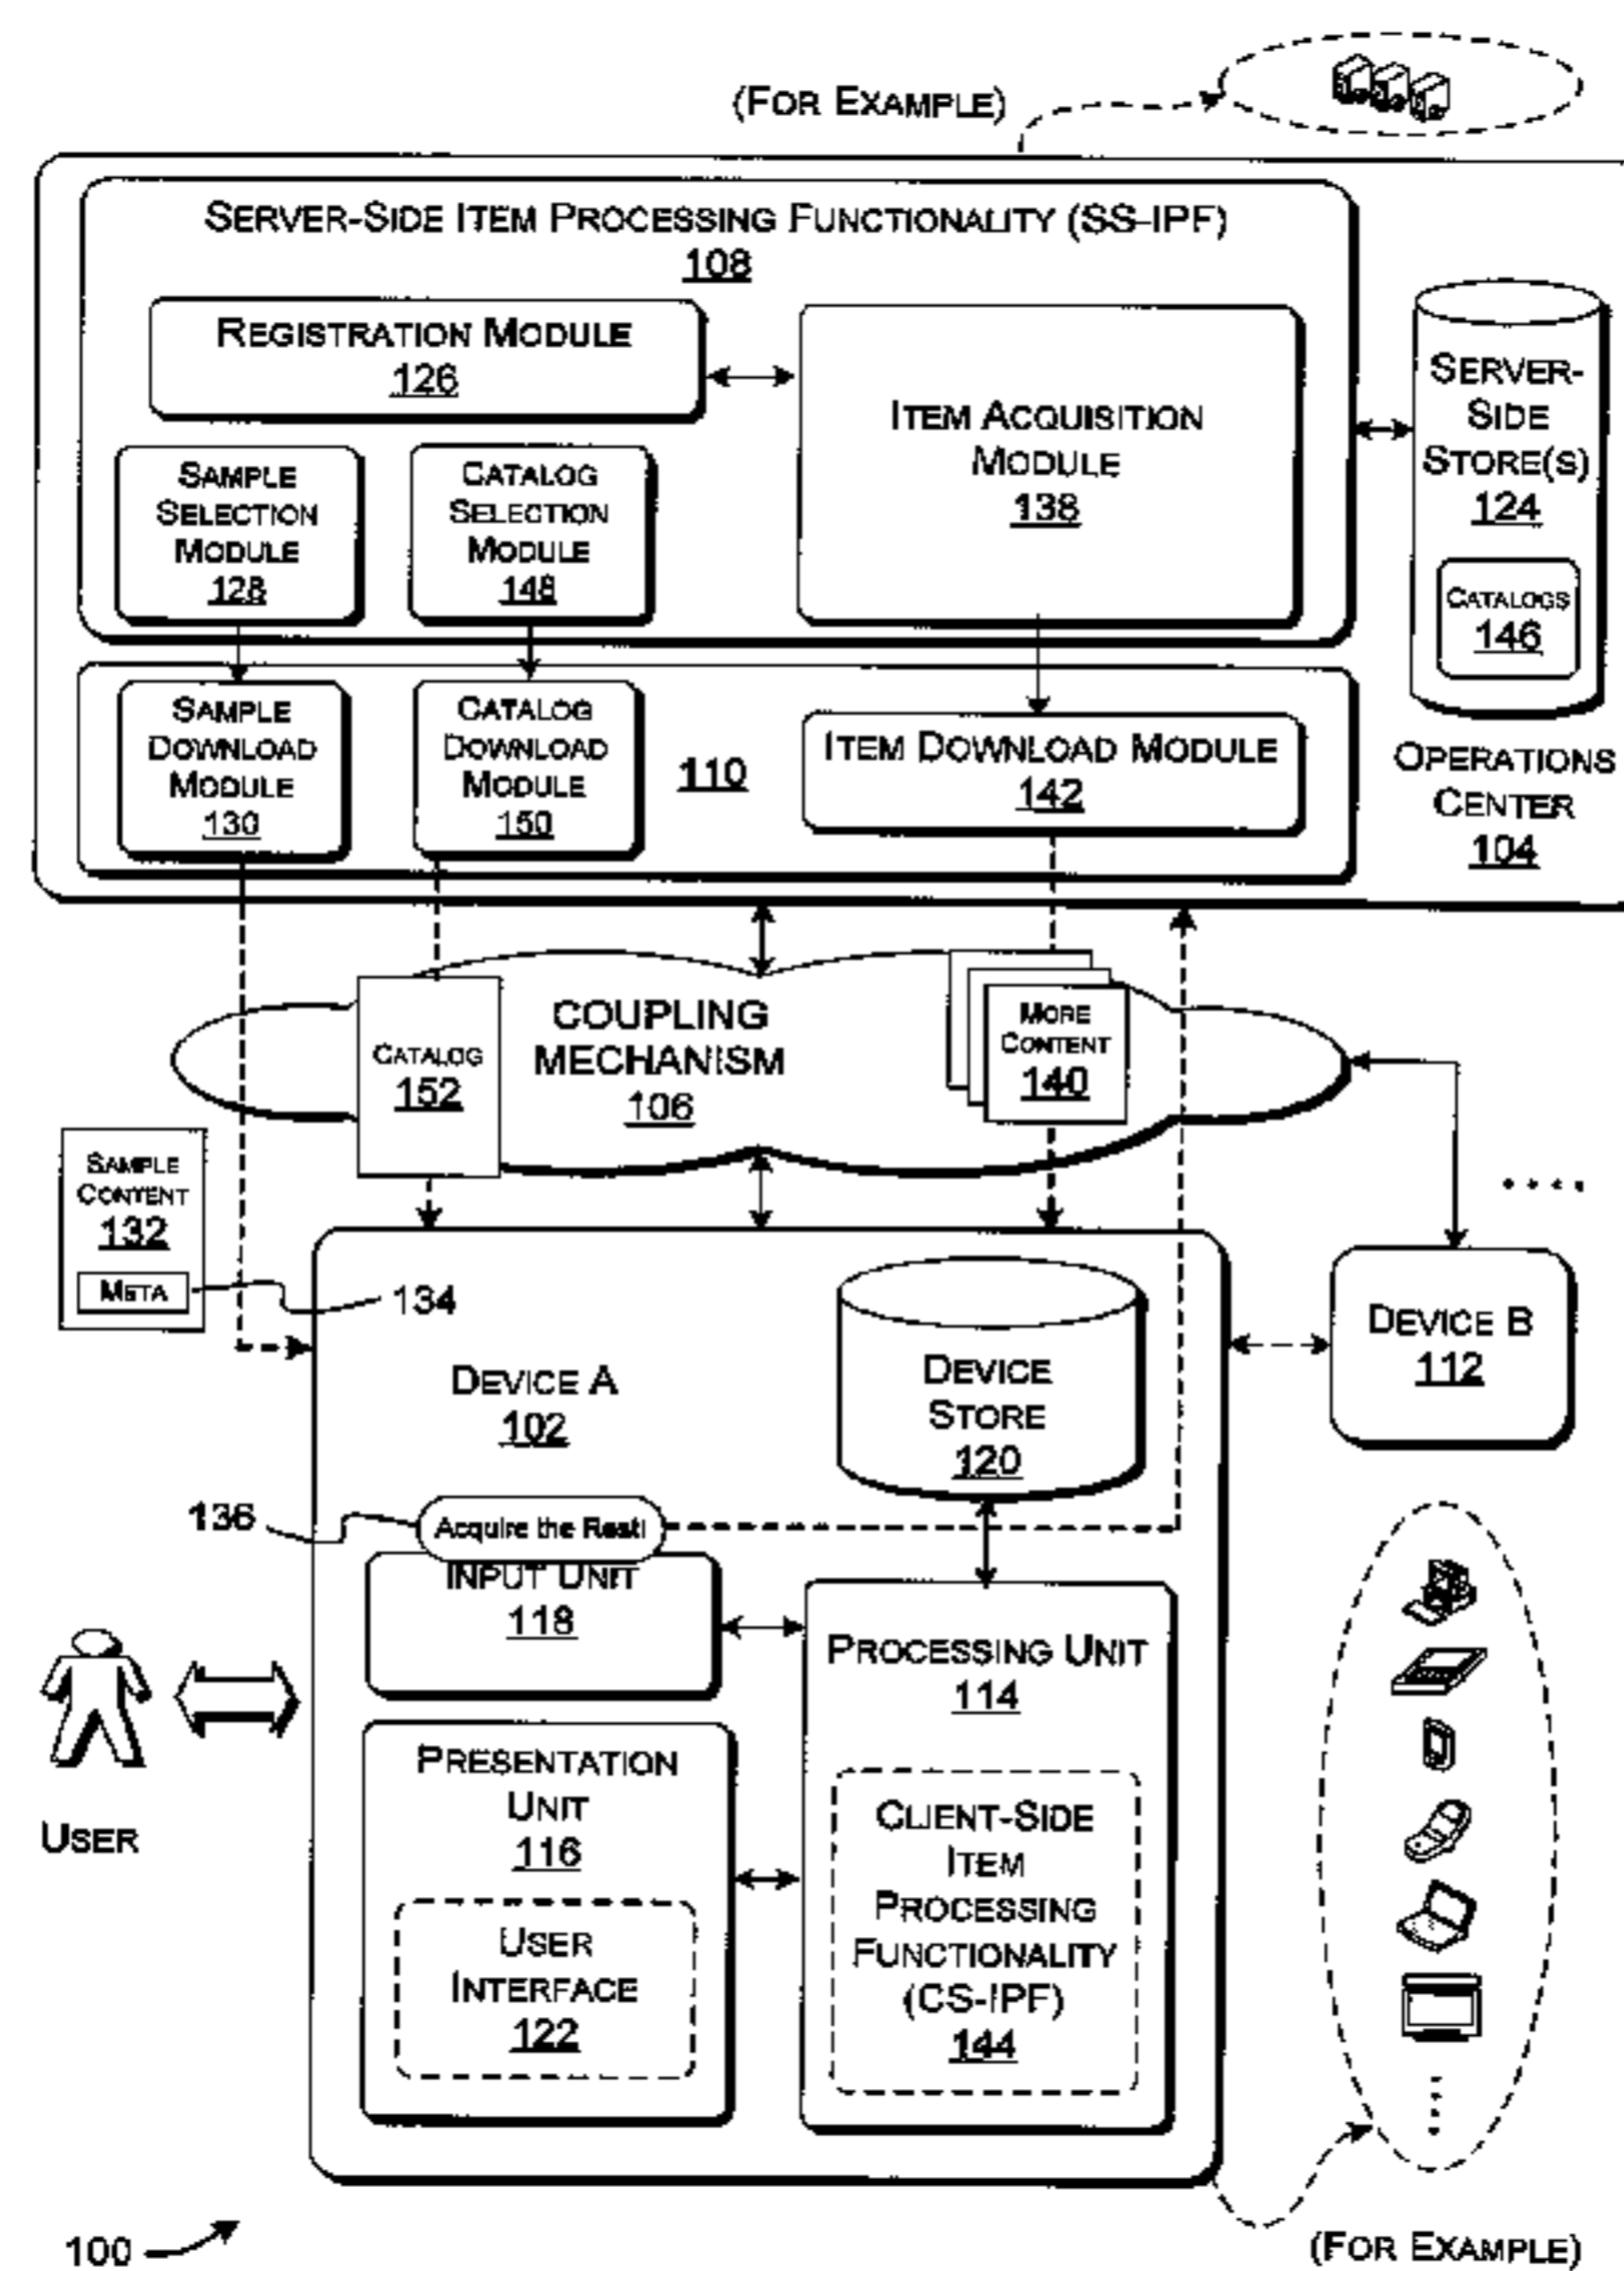 (FOR EXAMPLE)
SERVER-SIDE ITEM PROCESSING FUNCTIONALITY (SS-IPF)
108
REGISTRATION MODULE
126
ITEM ACQUISITION
MODULE
138
SAMPLE
SELECTION
MODULE
128
CATALOG
SELECTION
MODULE
148
SERVER-
SIDE
STORE(S)
124
CATALOGS
146
SAMPLE
DOWNLOAD
MODULE
130
CATALOG
DOWNLOAD
MODULE
150
110
ITEM DOWNLOAD MODULE
142
OPERATIONS
CENTER
104
CATALOG
152
COUPLING
MECHANISM
106
MORE
CONTENT
140
SAMPLE
CONTENT
132
META
134
DEVICE A
102
DEVICE
STORE
120
DEVICE B
112
136
Acquire the Rest!
INPUT UNIT
118
PROCESSING UNIT
114
PRESENTATION
UNIT
116
USER
INTERFACE
122
CLIENT-SIDE
ITEM
PROCESSING
FUNCTIONALITY
(CS-IPF)
144
USER
100
(FOR EXAMPLE)